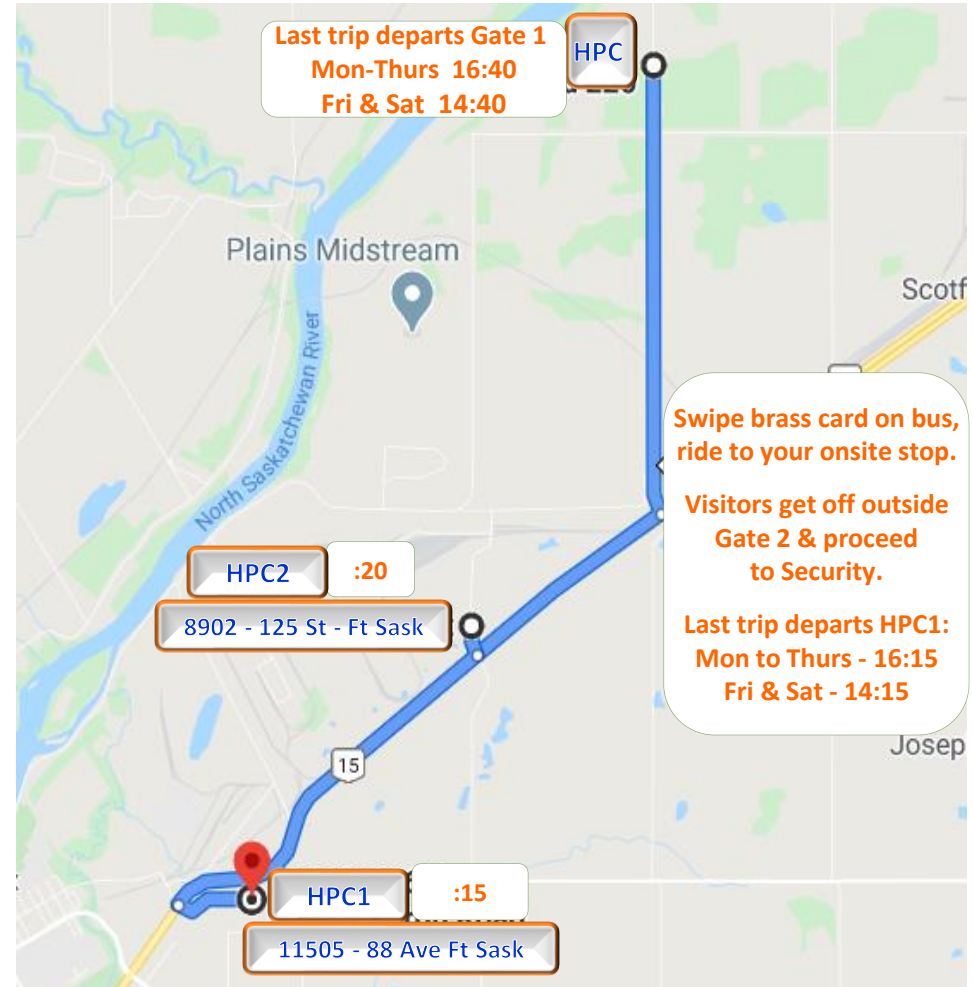 Last trip departs Gate 1
Mon-Thurs 16:40
Fri & Sat 14:40
HPC
Plains Midstream
Scotf
North Saskatchewan River
Swipe brass card on bus,
ride to your onsite stop.
Visitors get off outside
Gate 2 & proceed
to Security.
Last trip departs HPC1:
Mon to Thurs - 16:15
Fri & Sat - 14:15
HPC2
:20
8902 - 125 St - Ft Sask
Josep
15
HPC1
:15
11505 - 88 Ave Ft Sask